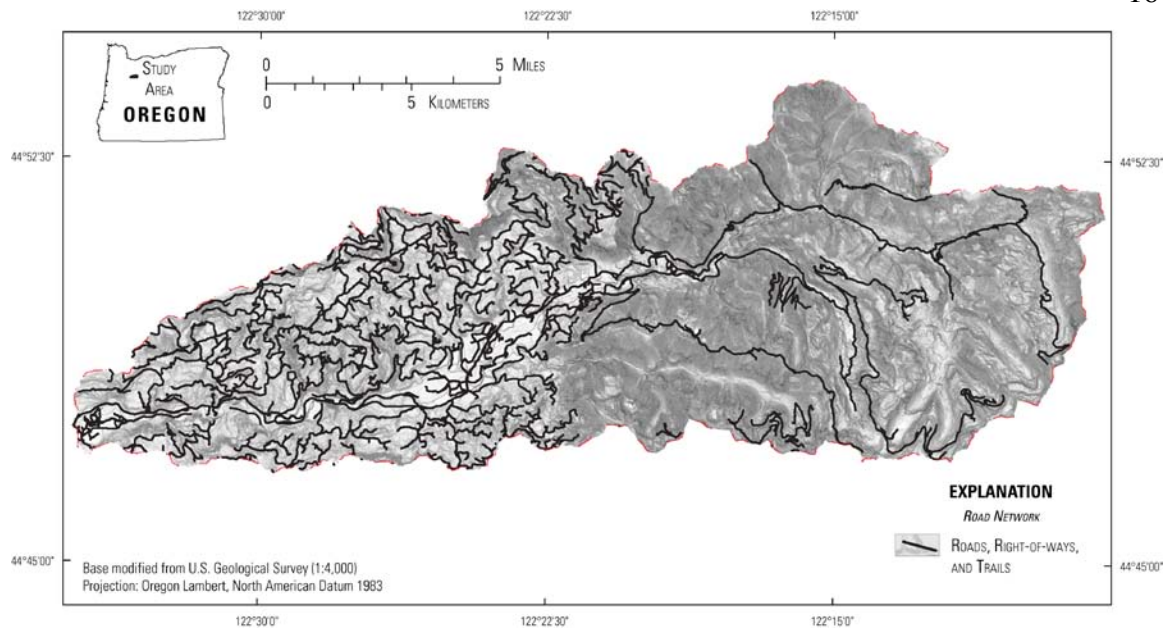 122°30'00"
122°22'30"
122°15'00"
STUDY
AREA
OREGON
0
5 MILES
0
5 KILOMETERS
44°52'30"
44°52'30"
EXPLANATION
ROAD NETWORK
ROADS, RIGHT-OF-WAYS,
AND TRAILS
44°45'00"
44°45'00"
Base modified from U.S. Geological Survey (1:4,000)
Projection: Oregon Lambert, North American Datum 1983
122°30'0"
122°22'30"
122°15'0"